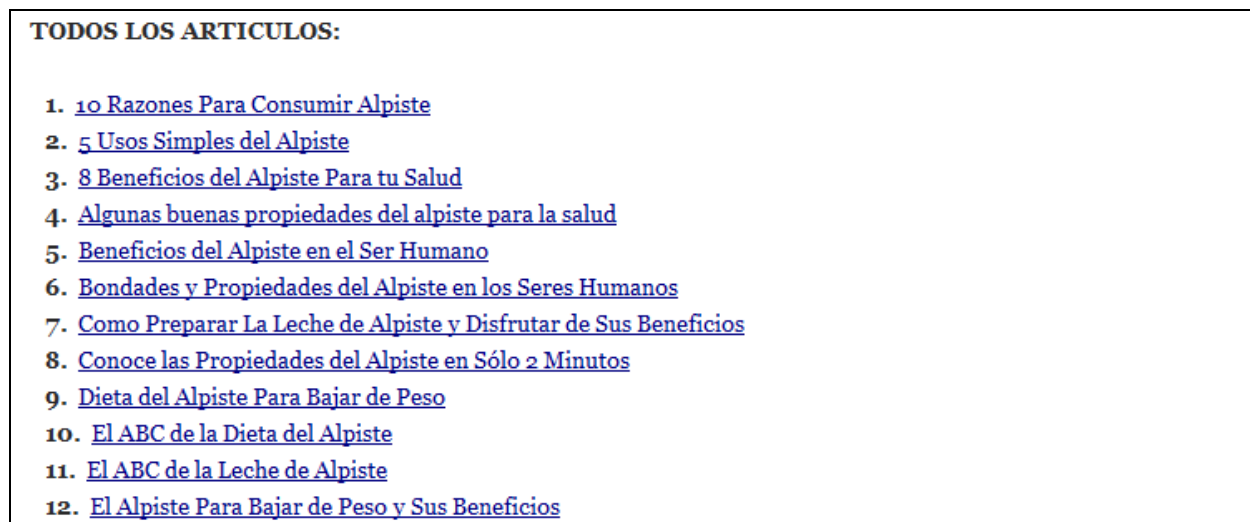 TODOS LOS ARTICULOS:
1. 10 Razones Para Consumir Alpiste
2. 5 Usos Simples del Alpiste
3. 8 Beneficios del Alpiste Para tu Salud
4. Algunas buenas propiedades del alpiste para la salud
5. Beneficios del Alpiste en el Ser Humano
6. Bondades y Propiedades del Alpiste en los Seres Humanos
7. Como Preparar La Leche de Alpiste y Disfrutar de Sus Beneficios
8. Conoce las Propiedades del Alpiste en Sólo 2 Minutos
9. Dieta del Alpiste Para Bajar de Peso
10. El ABC de la Dieta del Alpiste
11. El ABC de la Leche de Alpiste
12. El Alpiste Para Bajar de Peso y Sus Beneficios